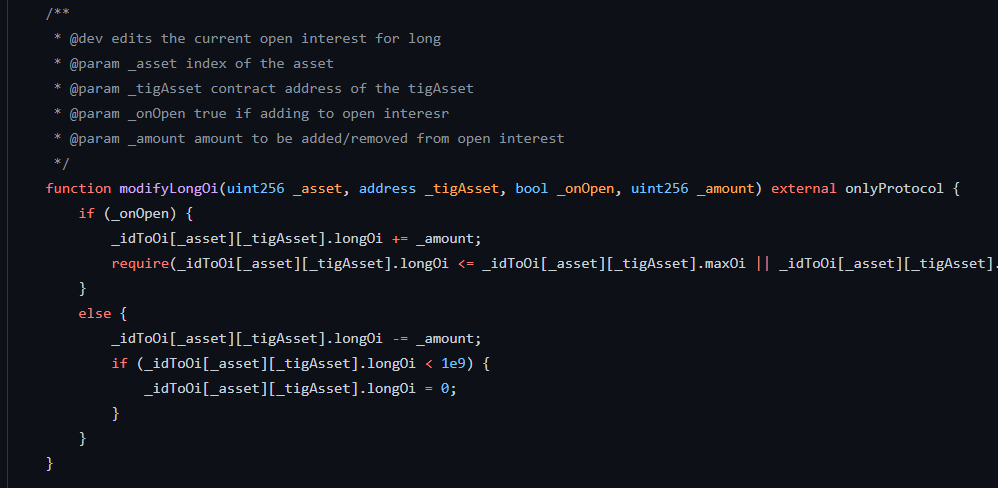 /**
* @dev edits the current open interest for long
* @param _asset index of the asset
* @param _tigAsset contract address of the tigAsset
* @param _onOpen true if adding to open interesr
* @param _amount amount to be added/removed from open interest
*/
function modifyLongOi(uint256 _asset, address _tigAsset, bool _onOpen, uint256 _amount) external onlyProtocol {
if (_onOpen) {
_idToOi[_asset][_tigAsset].longOi += _amount;
require(_idToOi[_asset][_tigAsset].longOi <= _idToOi[_asset][_tigAsset].maxOi || _idToOi[_asset][_tigAsset].
}
else {
_idToOi[_asset][_tigAsset].longOi -= _amount;
if (_idToOi[_asset][_tigAsset].longOi < 1e9) {
_idToOi[_asset][_tigAsset].longOi = 0;
}
}
}